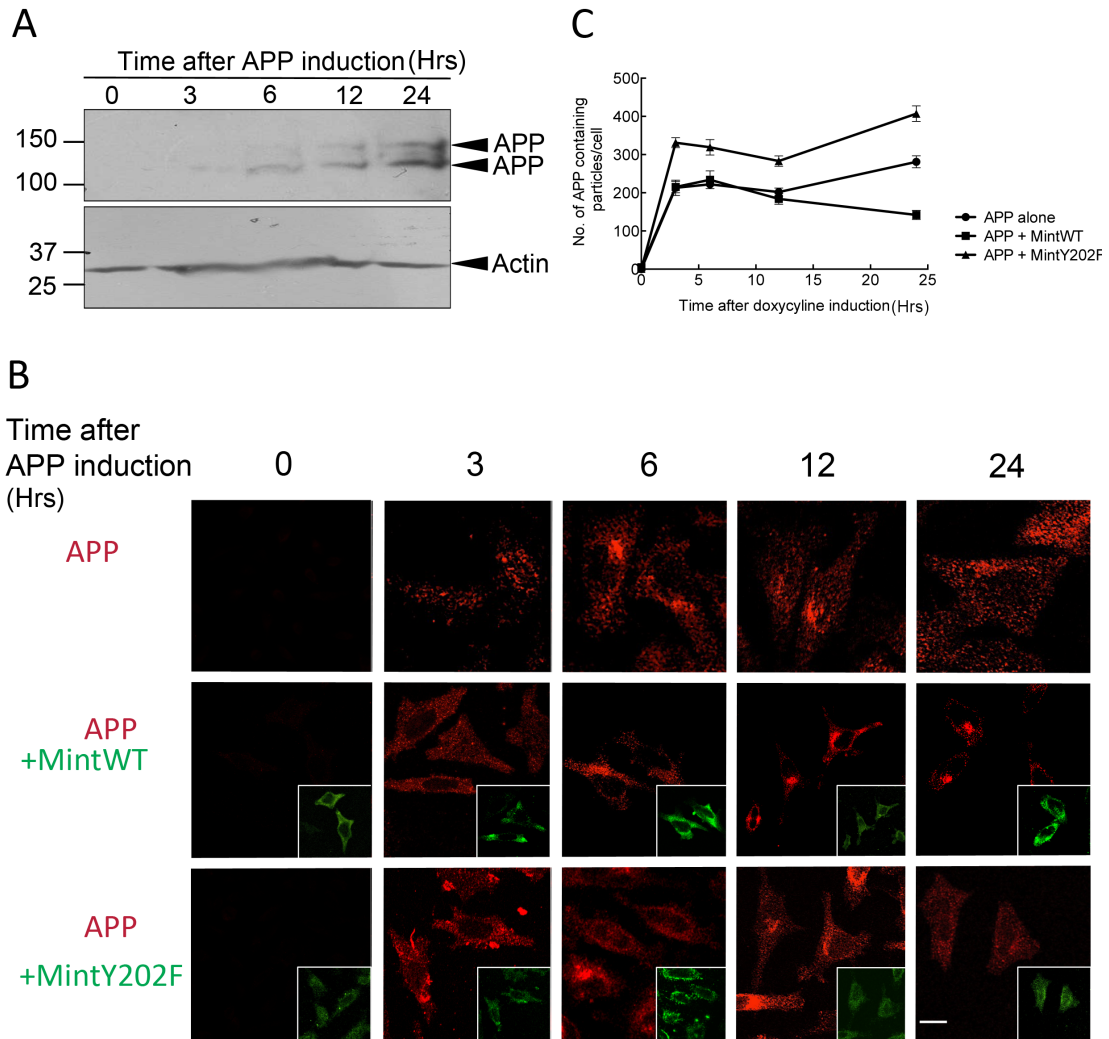 A
Time after APP induction(Hrs)
0 3 6 12 24
150
100
APP
APP
37
25
Actin
C
500
400
300
200
100
0
0 5 10 15 20 25
No. of APP containing
particles/cell
Time after doxycyline induction(Hrs)
APP alone
APP + MintWT
APP + MintY202F
B
Time after
APP induction
(Hrs)
0 3 6 12 24
APP
APP
+MintWT
APP
+MintY202F